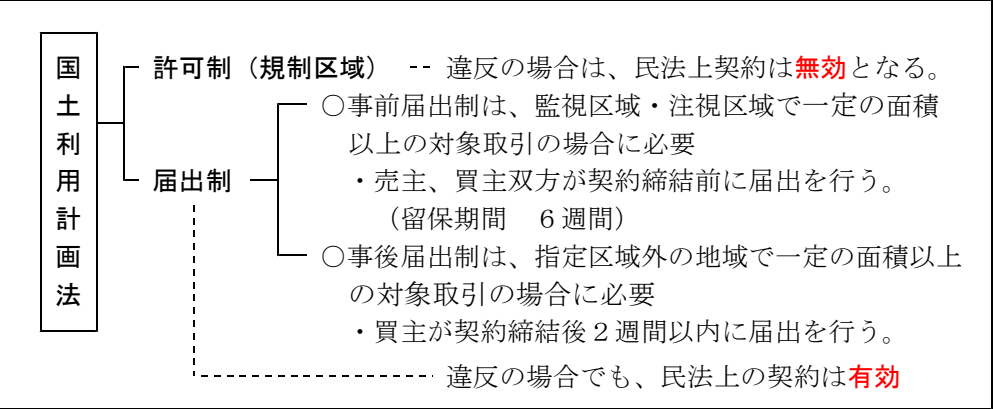 国土利用計画法
許可制（規制区域） -- 違反の場合は、民法上契約は無効となる。
届出制
○事前届出制は、監視区域・注視区域で一定の面積
以上の対象取引の場合に必要
・売主、買主双方が契約締結前に届出を行う。
（留保期間　６週間）
○事後届出制は、指定区域外の地域で一定の面積以上
の対象取引の場合に必要
・買主が契約締結後２週間以内に届出を行う。
違反の場合でも、民法上の契約は有効